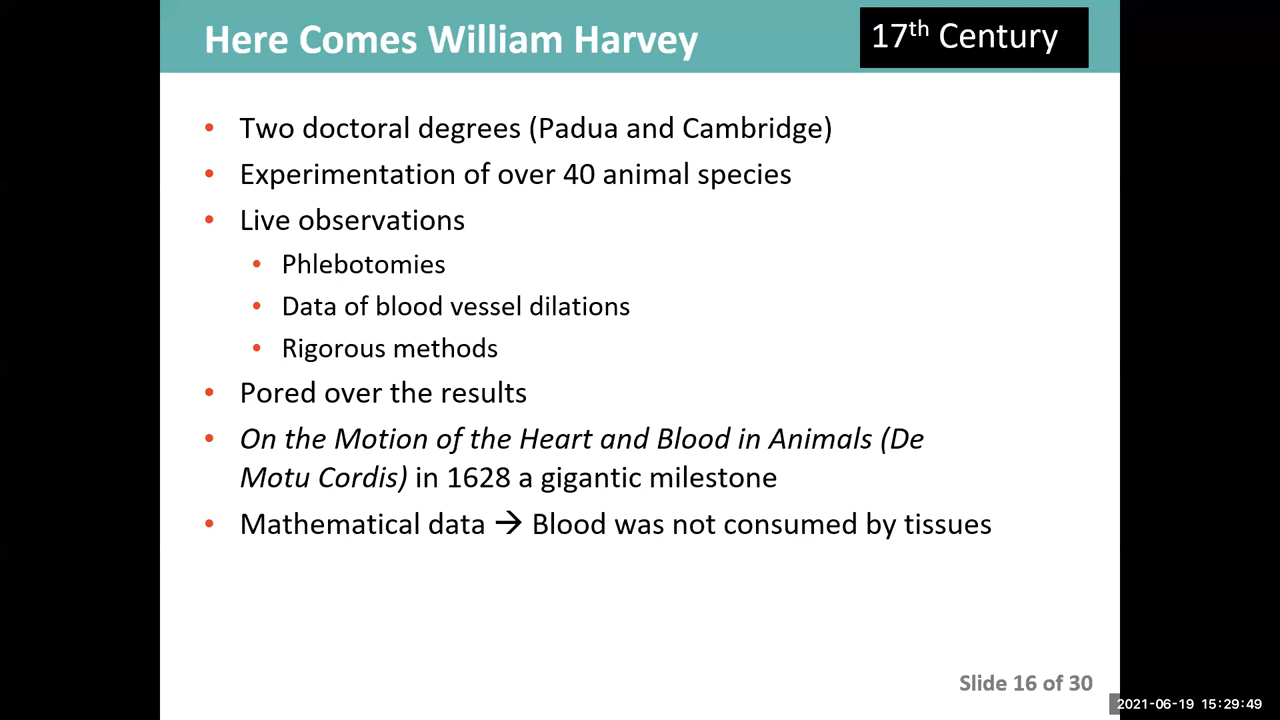 Here Comes William Harvey
17th Century
• Two doctoral degrees (Padua and Cambridge)
• Experimentation of over 40 animal species
• Live observations
• Phlebotomies
• Data of blood vessel dilations
• Rigorous methods
• Pored over the results
• On the Motion of the Heart and Blood in Animals (De
Motu Cordis) in 1628 a gigantic milestone
• Mathematical data → Blood was not consumed by tissues
Slide 16 of 30
2021-06-19 15:29:49